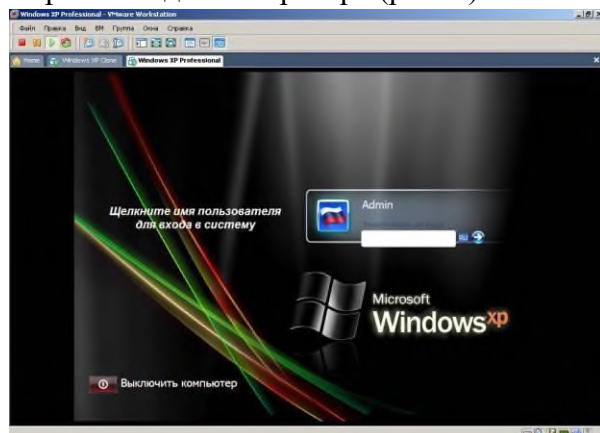 Windows XP Professional - VMware Workstation
Файл Правка Вид ВМ Группа Окна Справка
Home Windows XP Clone Windows XP Professional
Щелкните имя пользователя
для входа в систему
Admin
Microsoft
Windows xp
Выключить компьютер